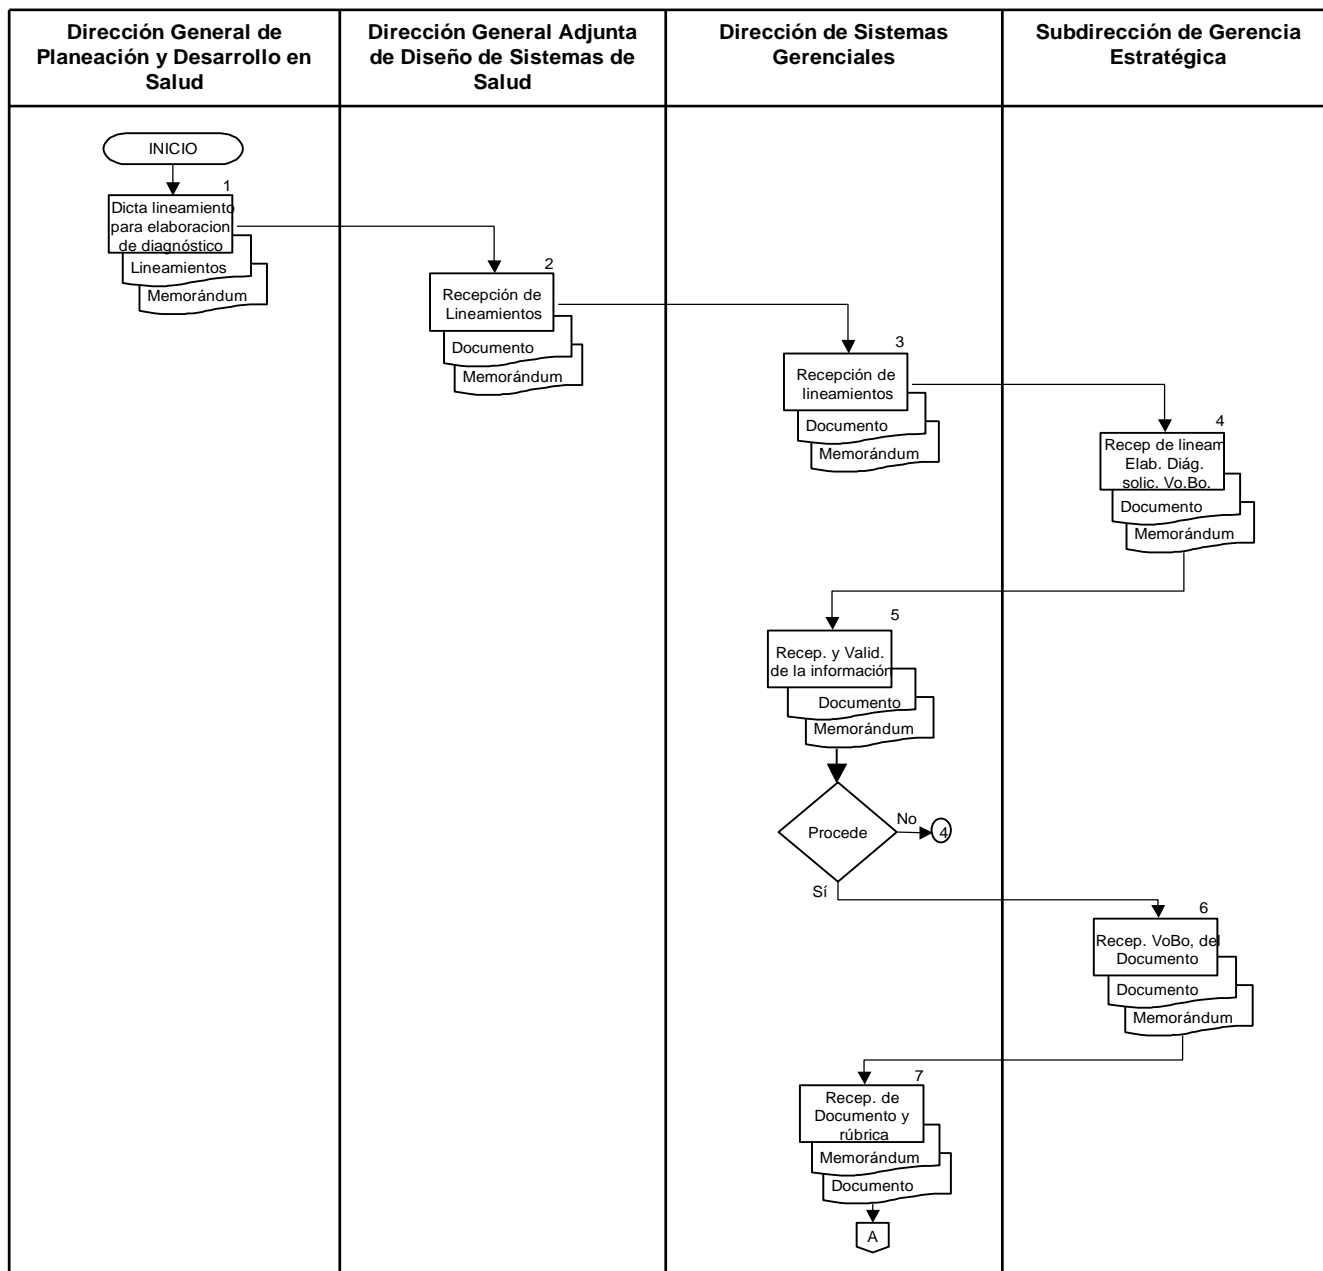 Dirección General de
Planeación y Desarrollo en
Salud
Dirección General Adjunta
de Diseño de Sistemas de
Salud
Dirección de Sistemas
Gerenciales
Subdirección de Gerencia
Estratégica
INICIO
1
Dicta lineamiento
para elaboracion
de diagnóstico
Lineamientos
Memorándum
2
Recepción de
Lineamientos
Documento
Memorándum
3
Recepción de
lineamientos
Documento
Memorándum
4
Recep de lineam
Elab. Diág.
solic. Vo.Bo.
Documento
Memorándum
5
Recep. y Valid.
de la información
Documento
Memorándum
Procede
No
4
Sí
6
Recep. VoBo, del
Documento
Documento
Memorándum
7
Recep. de
Documento y
rúbrica
Memorándum
Documento
A